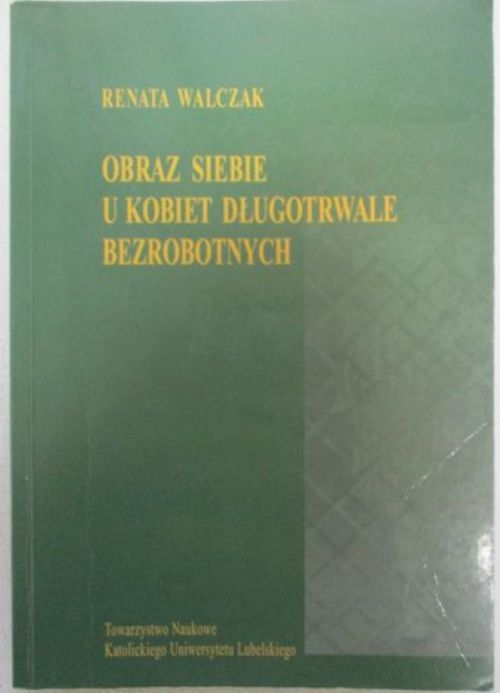 RENATA WALCZAK
OBRAZ SIEBIE
U KOBIET DŁUGOTRWALE
BEZROBOTNYCH
Towarzystwo Naukowe
Katolickiego Uniwersytetu Lubelskiego